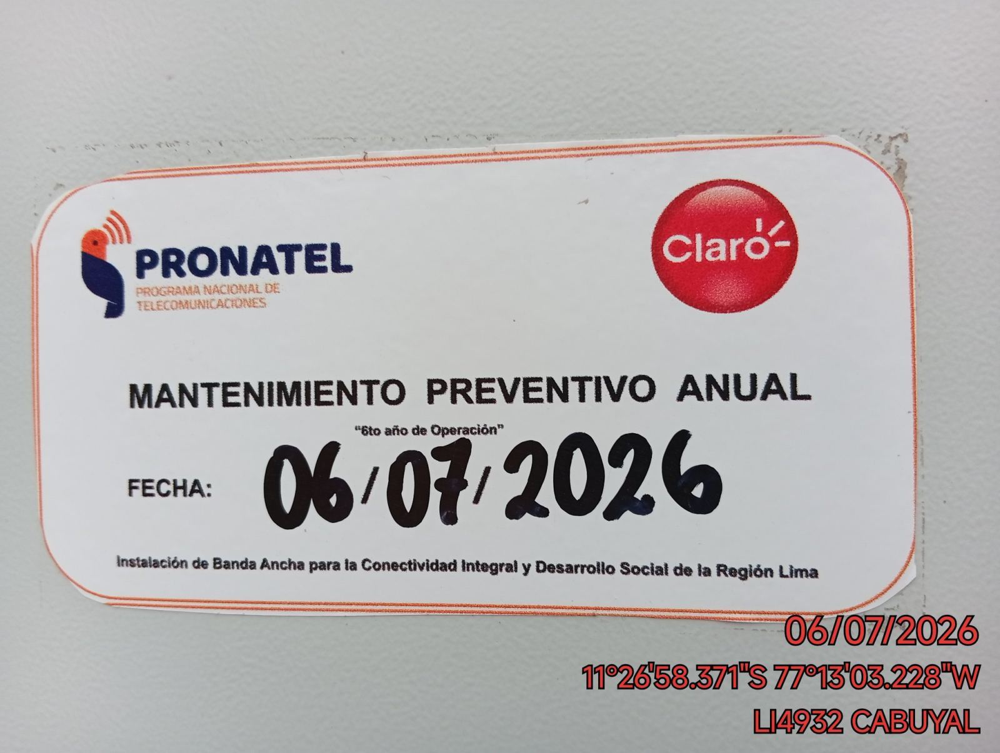 PRONATEL
PROGRAMA NACIONAL DE
TELECOMUNICACIONES
Claro
MANTENIMIENTO PREVENTIVO ANUAL
“6to año de Operación”
FECHA: 06/07/2026
Instalación de Banda Ancha para la Conectividad Integral y Desarrollo Social de la Región Lima
06/07/2026
11°26'58.371"S 77°13'03.228"W
LI4932 CABUYAL